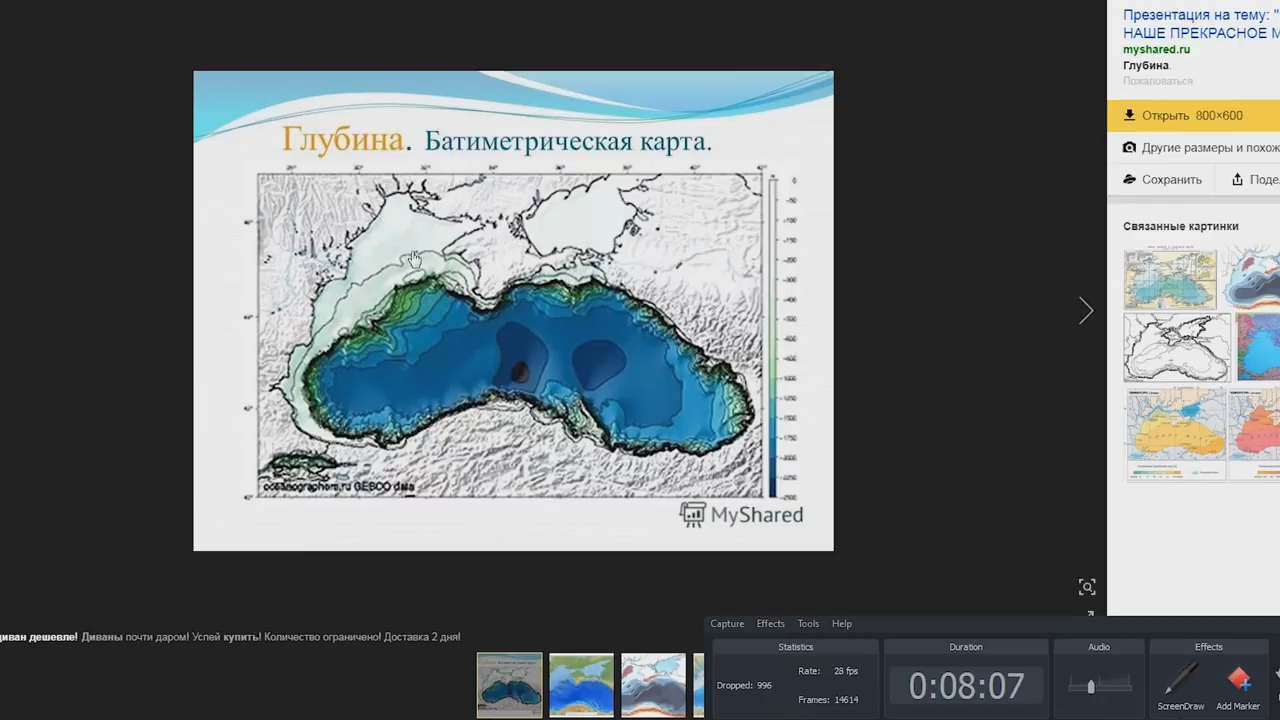 Презентация на тему: "
НАШЕ ПРЕКРАСНОЕ М
myshared.ru
Глубина.
Пожаловаться
Открыть 800×600
Другие размеры и похож
Сохранить
Поде
Связанные картинки
Глубина. Батиметрическая карта.
oceanographers.ru GEBCO data
MyShared
диван дешевле! Диваны почти даром! Успей купить! Количество ограничено! Доставка 2 дня!
Capture Effects Tools Help
Statistics
Rate: 28 fps
Dropped: 996
Frames: 14614
Duration
0:08:07
Audio
Effects
ScreenDraw
Add Marker